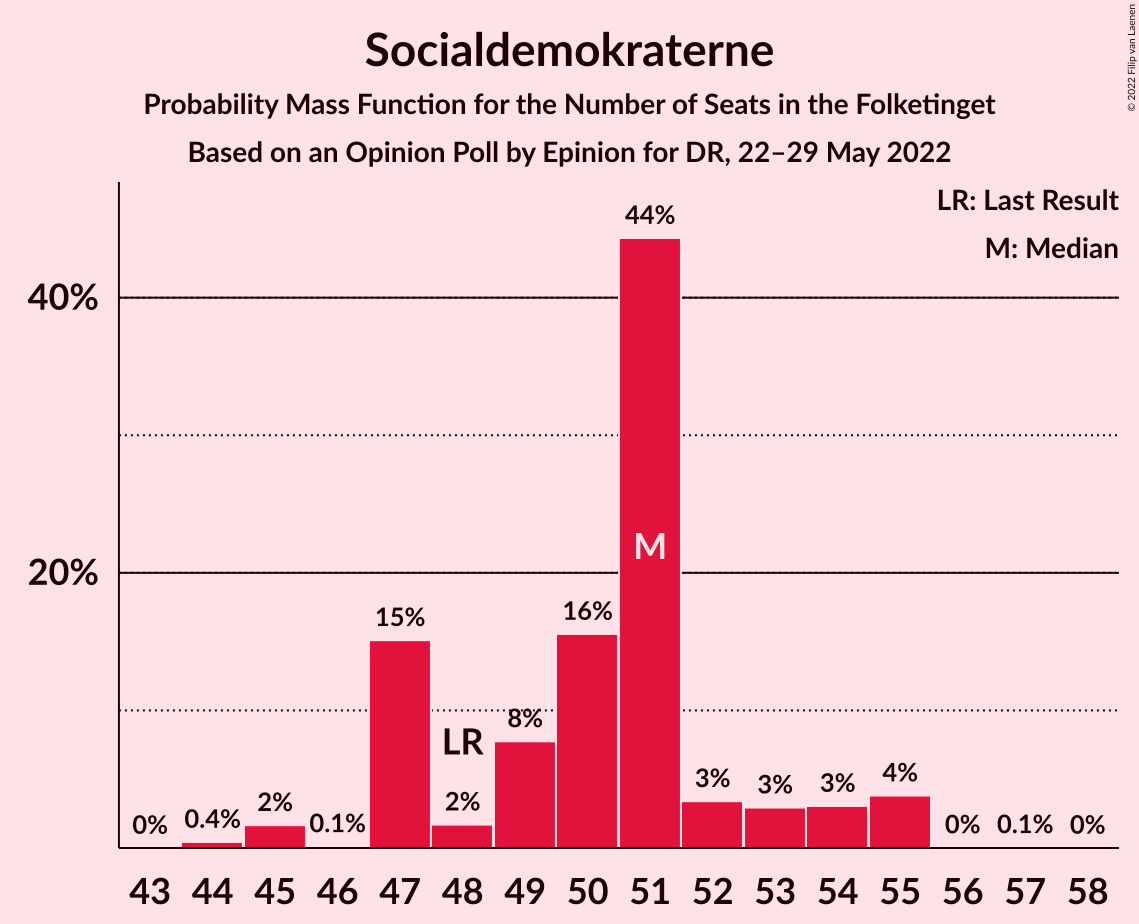 Socialdemokraterne
Probability Mass Function for the Number of Seats in the Folketinget
Based on an Opinion Poll by Epinion for DR, 22–29 May 2022
© 2022 Filip van Laenen
LR: Last Result
M: Median
44%
40%
M
20%
16%
15%
8%
LR
4%
3%
3%
3%
2%
2%
0.4%
0.1%
0%
0%
0.1%
0%
43 44 45 46 47 48 49 50 51 52 53 54 55 56 57 58